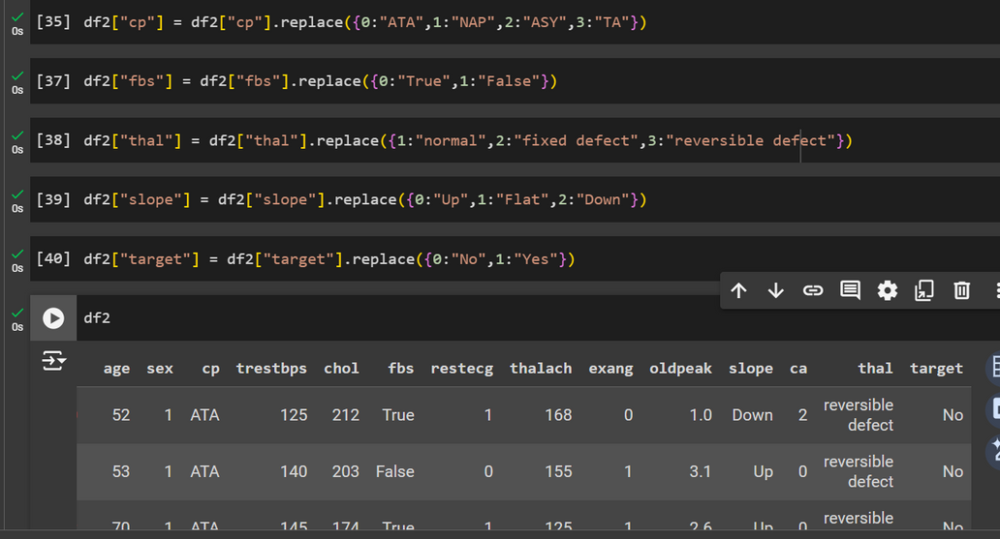 [35] df2["cp"] = df2["cp"].replace({0:"ATA",1:"NAP",2:"ASY",3:"TA"})
0s
[37] df2["fbs"] = df2["fbs"].replace({0:"True",1:"False"})
0s
[38] df2["thal"] = df2["thal"].replace({1:"normal",2:"fixed defect",3:"reversible defect"})
0s
[39] df2["slope"] = df2["slope"].replace({0:"Up",1:"Flat",2:"Down"})
0s
[40] df2["target"] = df2["target"].replace({0:"No",1:"Yes"})
0s
df2
0s
age sex cp trestbps chol fbs restecg thalach exang oldpeak slope ca thal target
52 1 ATA 125 212 True 1 168 0 1.0 Down 2 reversible defect No
53 1 ATA 140 203 False 0 155 1 3.1 Up 0 reversible defect No
70 1 ATA 145 174 True 1 125 1 2.6 Up 0 reversible No